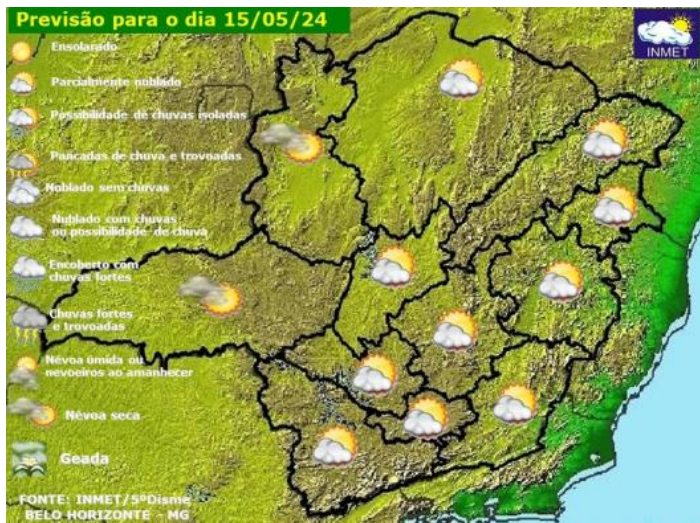 Previsão para o dia 15/05/24
INMET
Ensolarado
Parcialmente nublado
Possibilidade de chuvas isoladas
Pancadas de chuva e trovoadas
Nublado sem chuvas
Nublado com chuvas
ou possibilidade de chuva
Encoberto com
chuvas fortes
Chuvas fortes
e trovoadas
Névoa úmida ou
nevoeiros ao amanhecer
Névoa seca
Geada
FONTE: INMET/5ºDisme
BELO HORIZONTE - MG